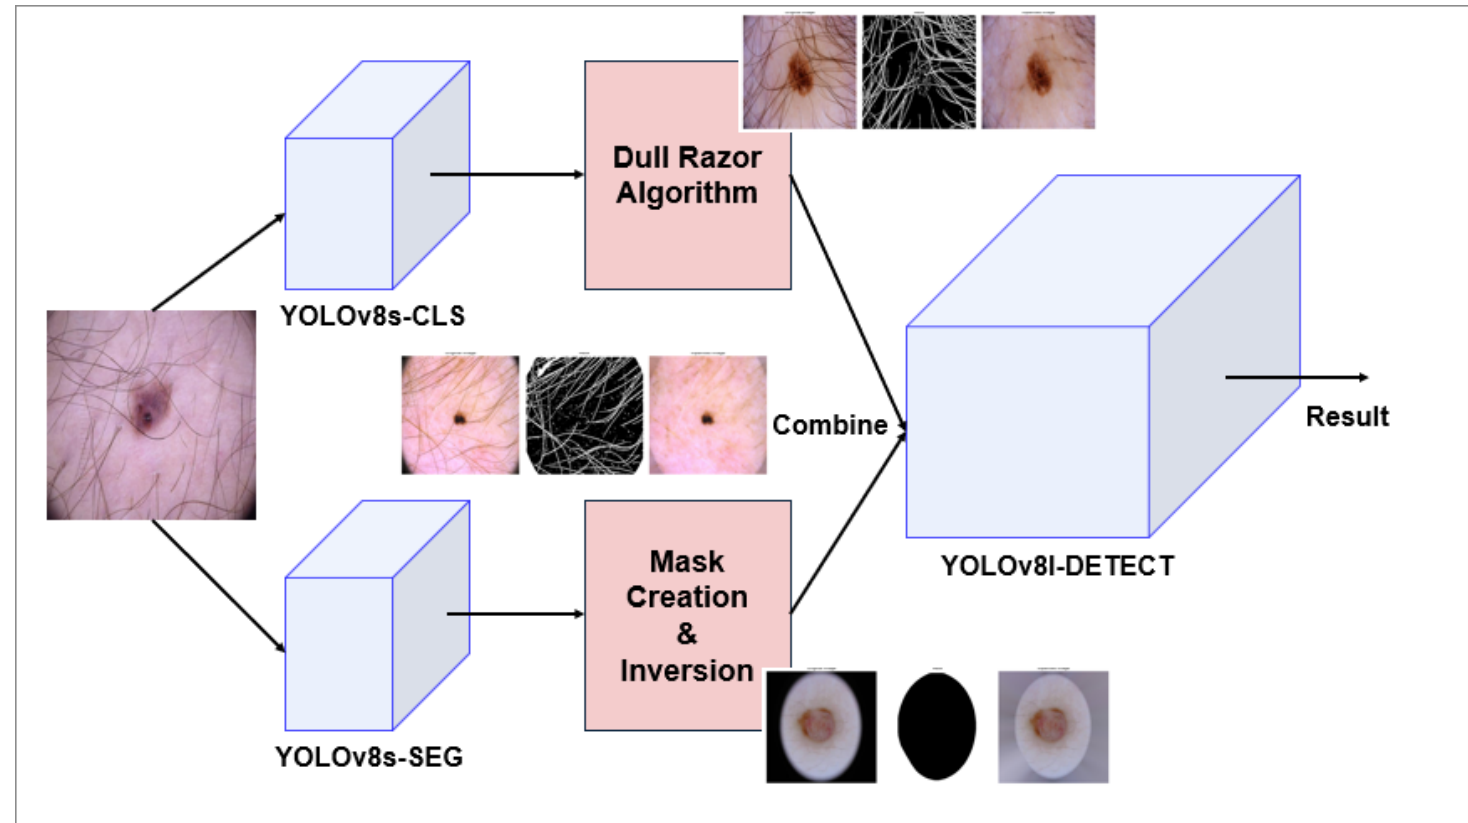 Dull Razor
Algorithm
YOLOv8s-CLS
Combine
Result
Mask
Creation
&
Inversion
YOLOv8l-DETECT
YOLOv8s-SEG